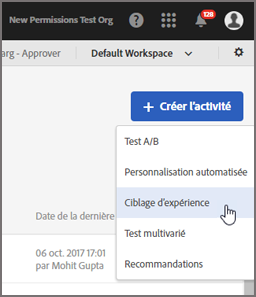 New Permissions Test Org
128
arg - Approver
Default Workspace
+ Créer l'activité
Test A/B
Personnalisation automatisée
Ciblage d'expérience
Test multivarié
Recommandations
Date de la dernière
06 oct. 2017 17:01
par Mohit Gupta